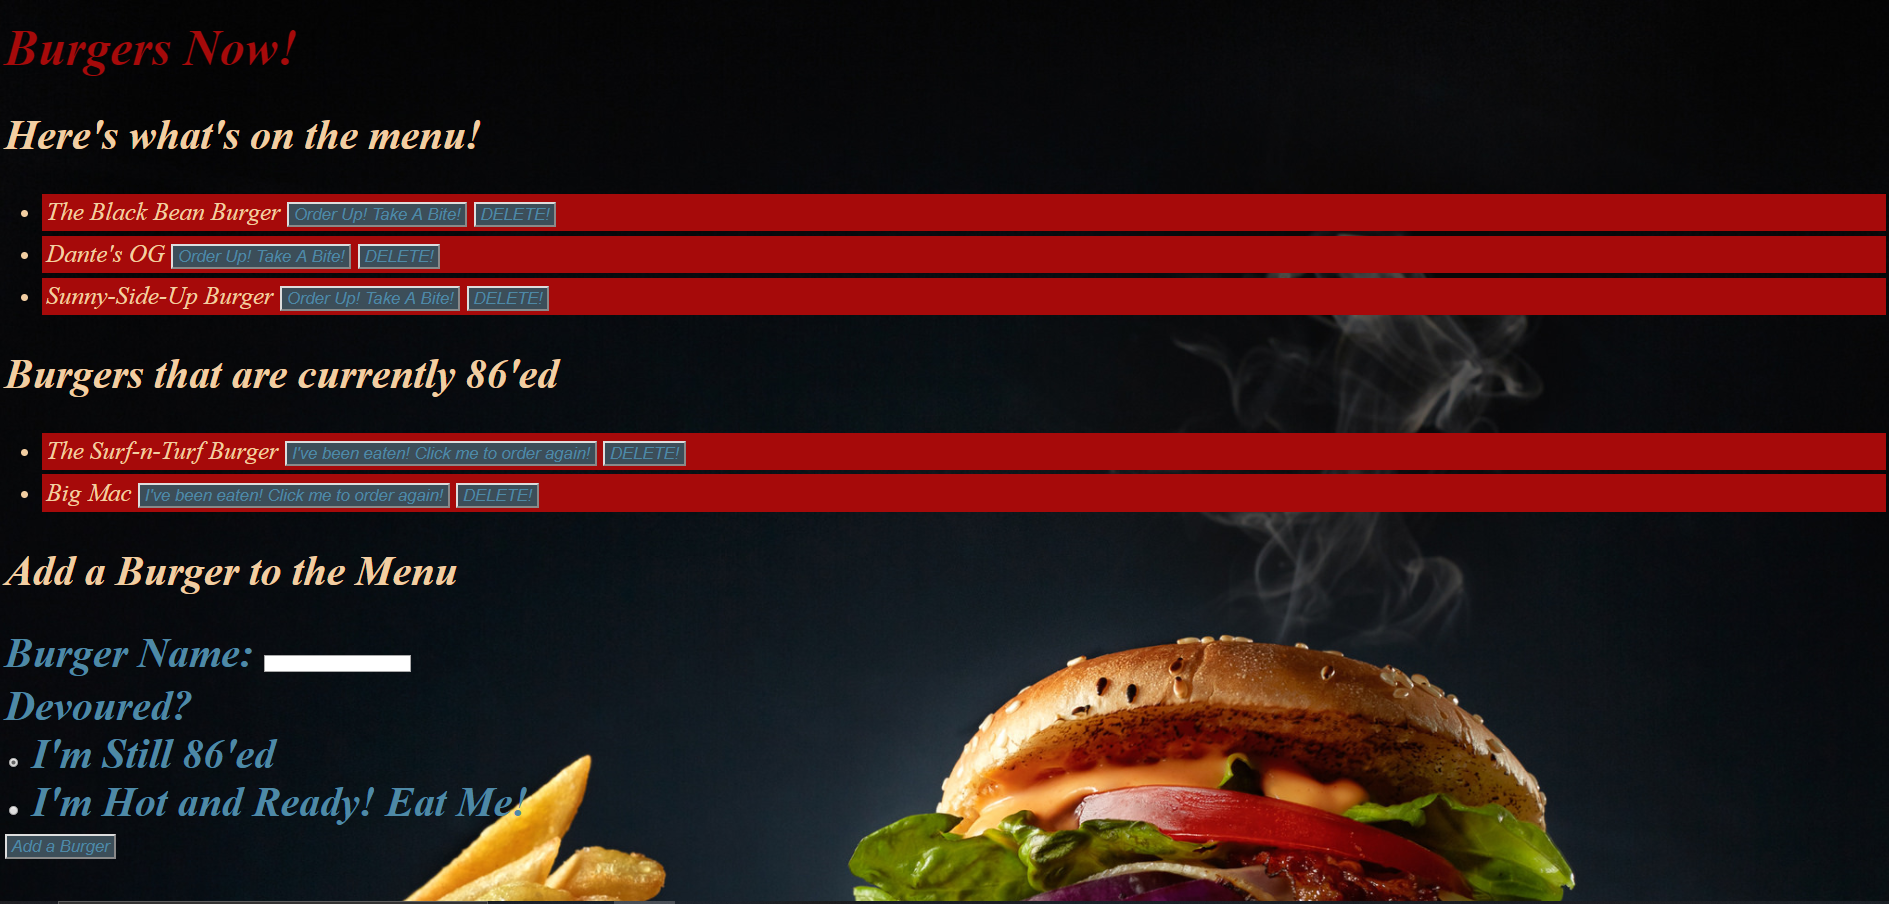 Burgers Now!
Here's what's on the menu!
The Black Bean Burger Order Up! Take A Bite! DELETE!
Dante's OG Order Up! Take A Bite! DELETE!
Sunny-Side-Up Burger Order Up! Take A Bite! DELETE!
Burgers that are currently 86'ed
The Surf-n-Turf Burger I've been eaten! Click me to order again! DELETE!
Big Mac I've been eaten! Click me to order again! DELETE!
Add a Burger to the Menu
Burger Name:
Devoured?
I'm Still 86'ed
I'm Hot and Ready! Eat Me!
Add a Burger